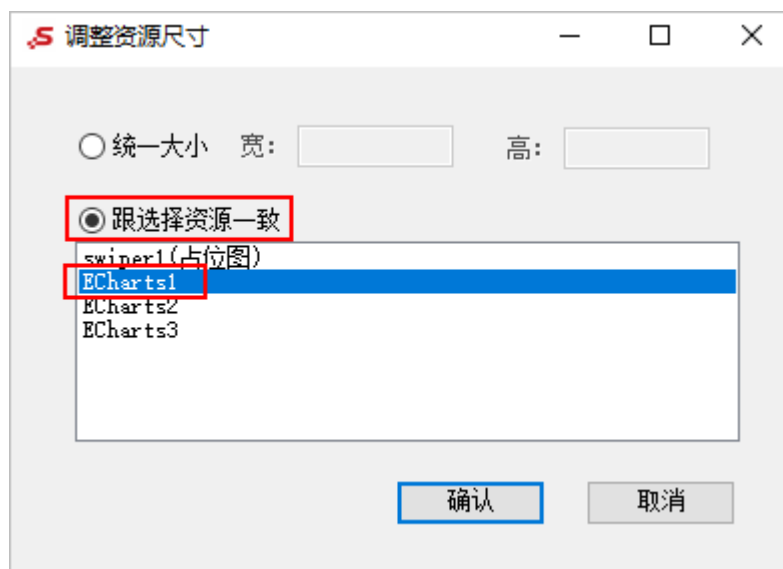 调整资源尺寸
统一大小 宽: 高:
跟选择资源一致
swiper1(占位图)
ECharts1
ECharts2
ECharts3
确认 取消